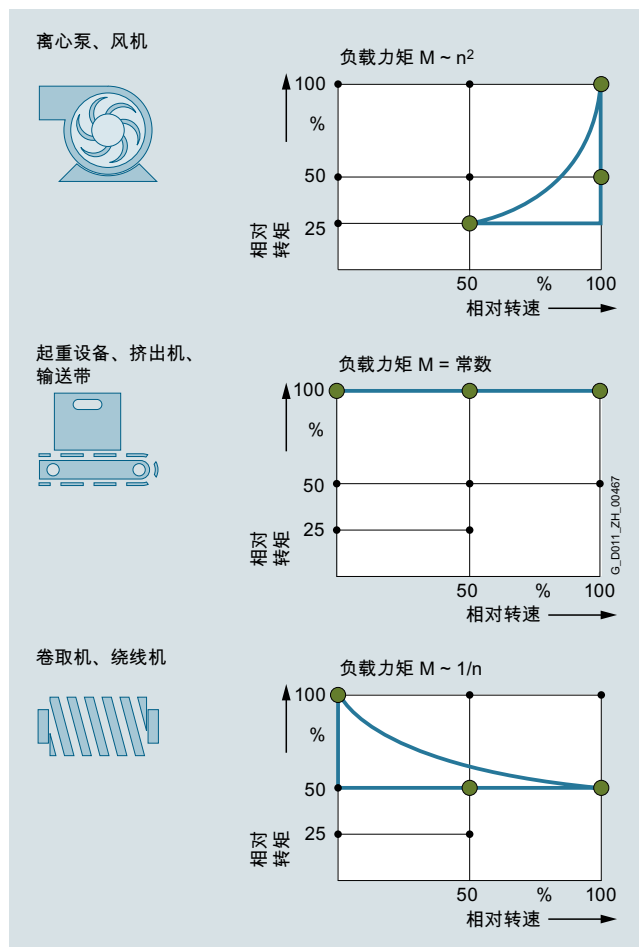 离心泵、风机
负载力矩 M ~ n²
100
%
50
25
相对
转矩
50 % 100
相对转速
起重设备、挤出机、
输送带
负载力矩 M = 常数
100
%
50
25
相对
转矩
50 % 100
相对转速
G_D011_ZH_00467
卷取机、绕线机
负载力矩 M ~ 1/n
100
%
50
25
相对
转矩
50 % 100
相对转速